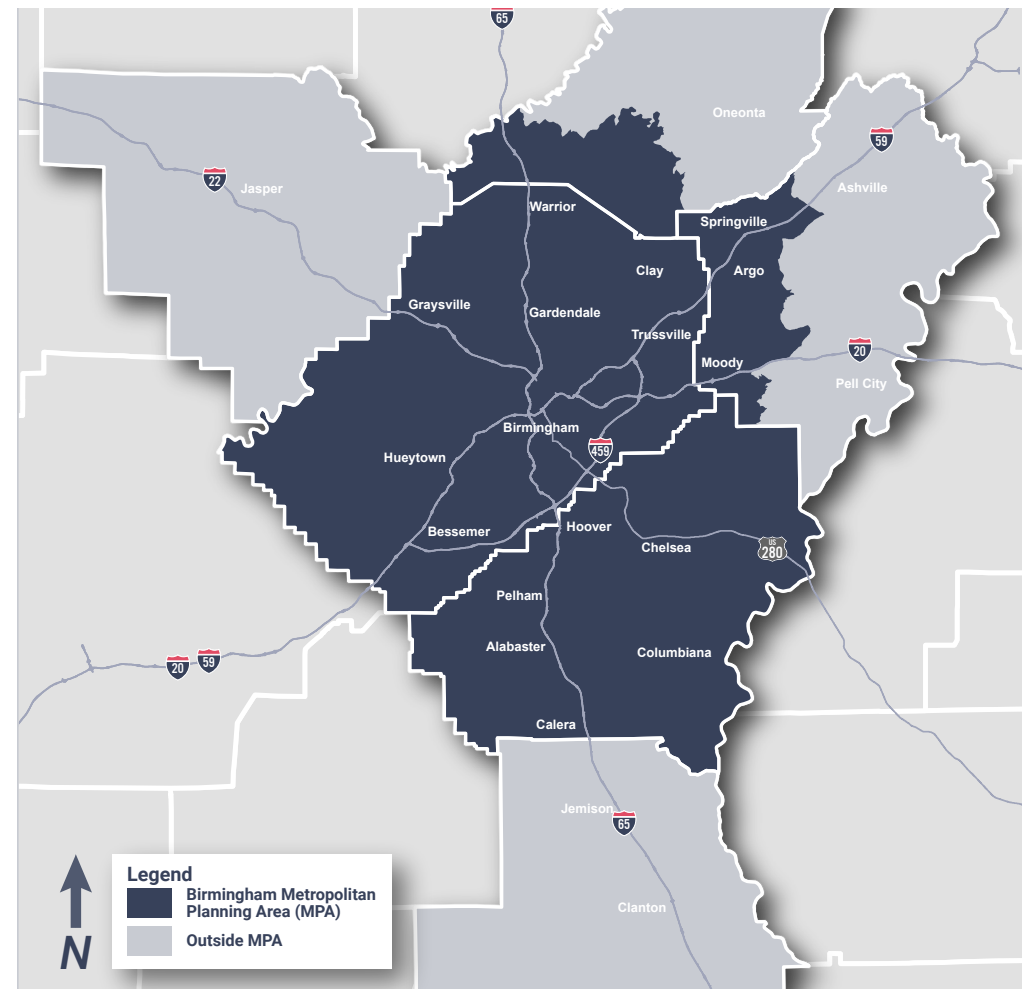 65
Oneonta
59
22
Jasper
Ashville
Warrior
Springville
Clay
Argo
Graysville
Gardendale
Trussville
20
Moody
Pell City
Birmingham
459
Hueytown
Bessemer
Hoover
Chelsea
US
280
Pelham
Alabaster
Columbiana
20
59
Calera
Jemison
65
Clanton
Legend
Birmingham Metropolitan
Planning Area (MPA)
Outside MPA
N